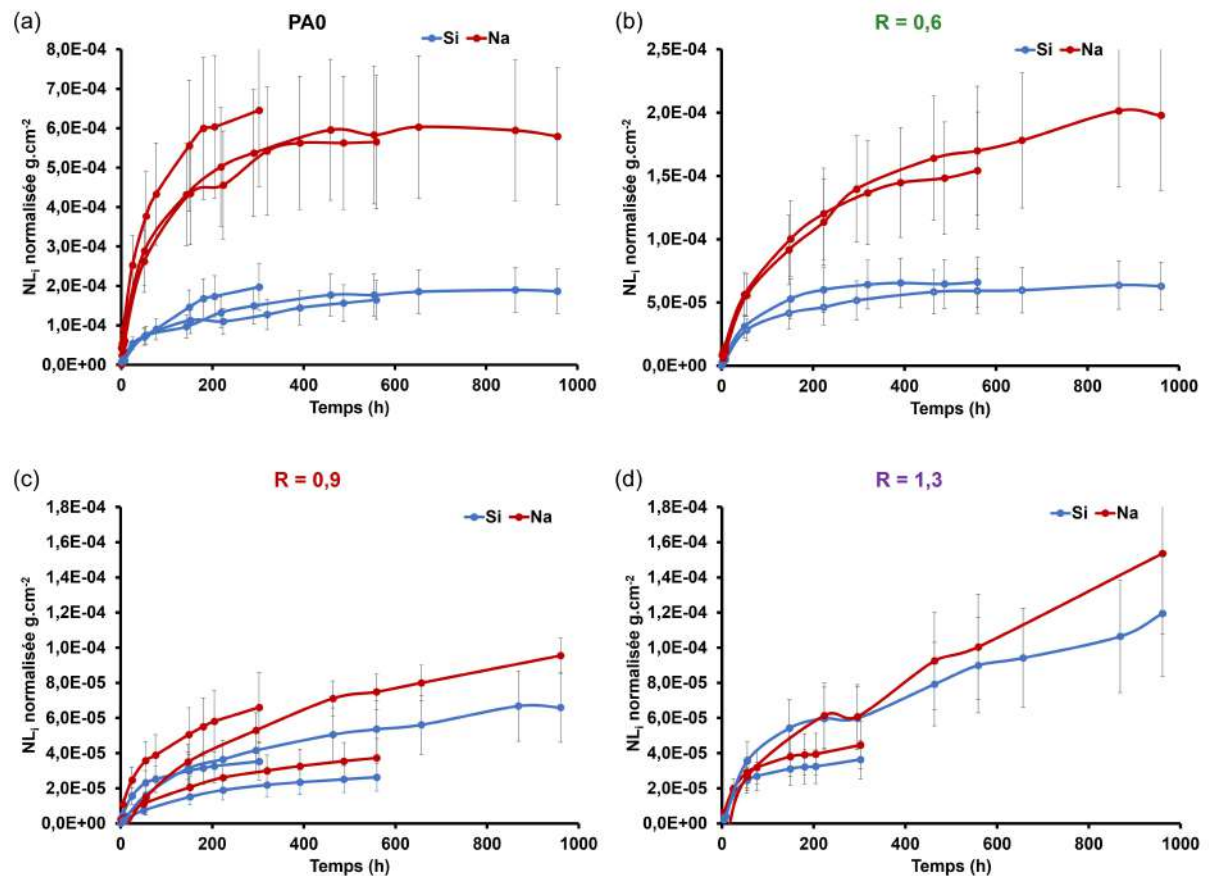 (a) PA0
Si Na
8,0E-04
7,0E-04
6,0E-04
5,0E-04
4,0E-04
3,0E-04
2,0E-04
1,0E-04
0,0E+00
NLi normalisée g.cm-2
0 200 400 600 800 1000
Temps (h)
(b) R = 0,6
Si Na
2,5E-04
2,0E-04
1,5E-04
1,0E-04
5,0E-05
0,0E+00
NLi normalisée g.cm-2
0 200 400 600 800 1000
Temps (h)
(c) R = 0,9
Si Na
1,8E-04
1,6E-04
1,4E-04
1,2E-04
1,0E-04
8,0E-05
6,0E-05
4,0E-05
2,0E-05
0,0E+00
NLi normalisée g.cm-2
0 200 400 600 800 1000
Temps (h)
(d) R = 1,3
Si Na
1,8E-04
1,6E-04
1,4E-04
1,2E-04
1,0E-04
8,0E-05
6,0E-05
4,0E-05
2,0E-05
0,0E+00
NLi normalisée g.cm-2
0 200 400 600 800 1000
Temps (h)